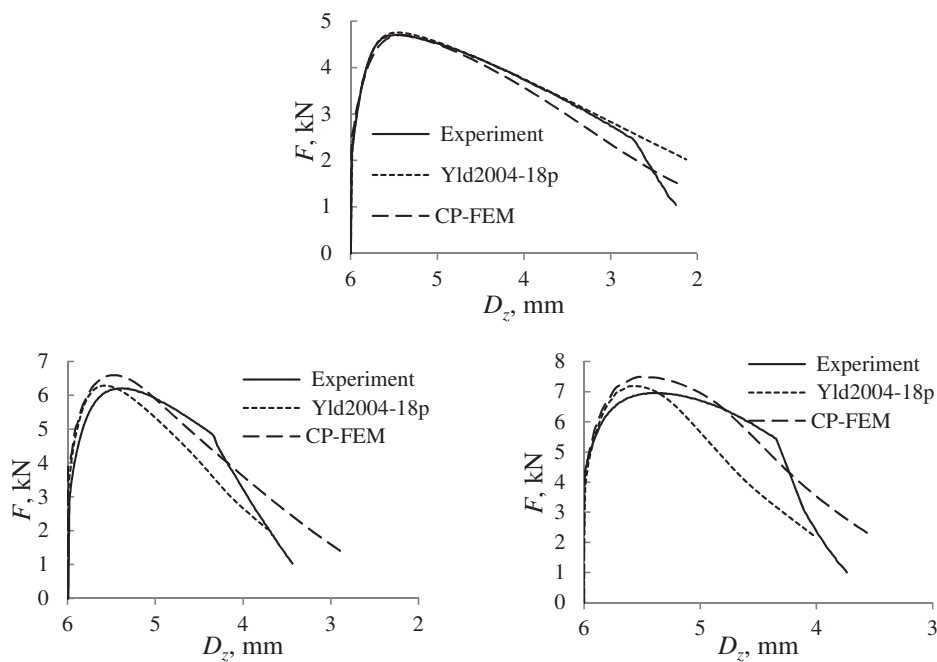 5
4
3
2
1
0
F, kN
Experiment
Yld2004-18p
CP-FEM
6
5
4
3
2
D_z, mm
7
6
5
4
3
2
1
0
F, kN
Experiment
Yld2004-18p
CP-FEM
6
5
4
3
2
D_z, mm
8
7
6
5
4
3
2
1
0
F, kN
Experiment
Yld2004-18p
CP-FEM
6
5
4
3
D_z, mm